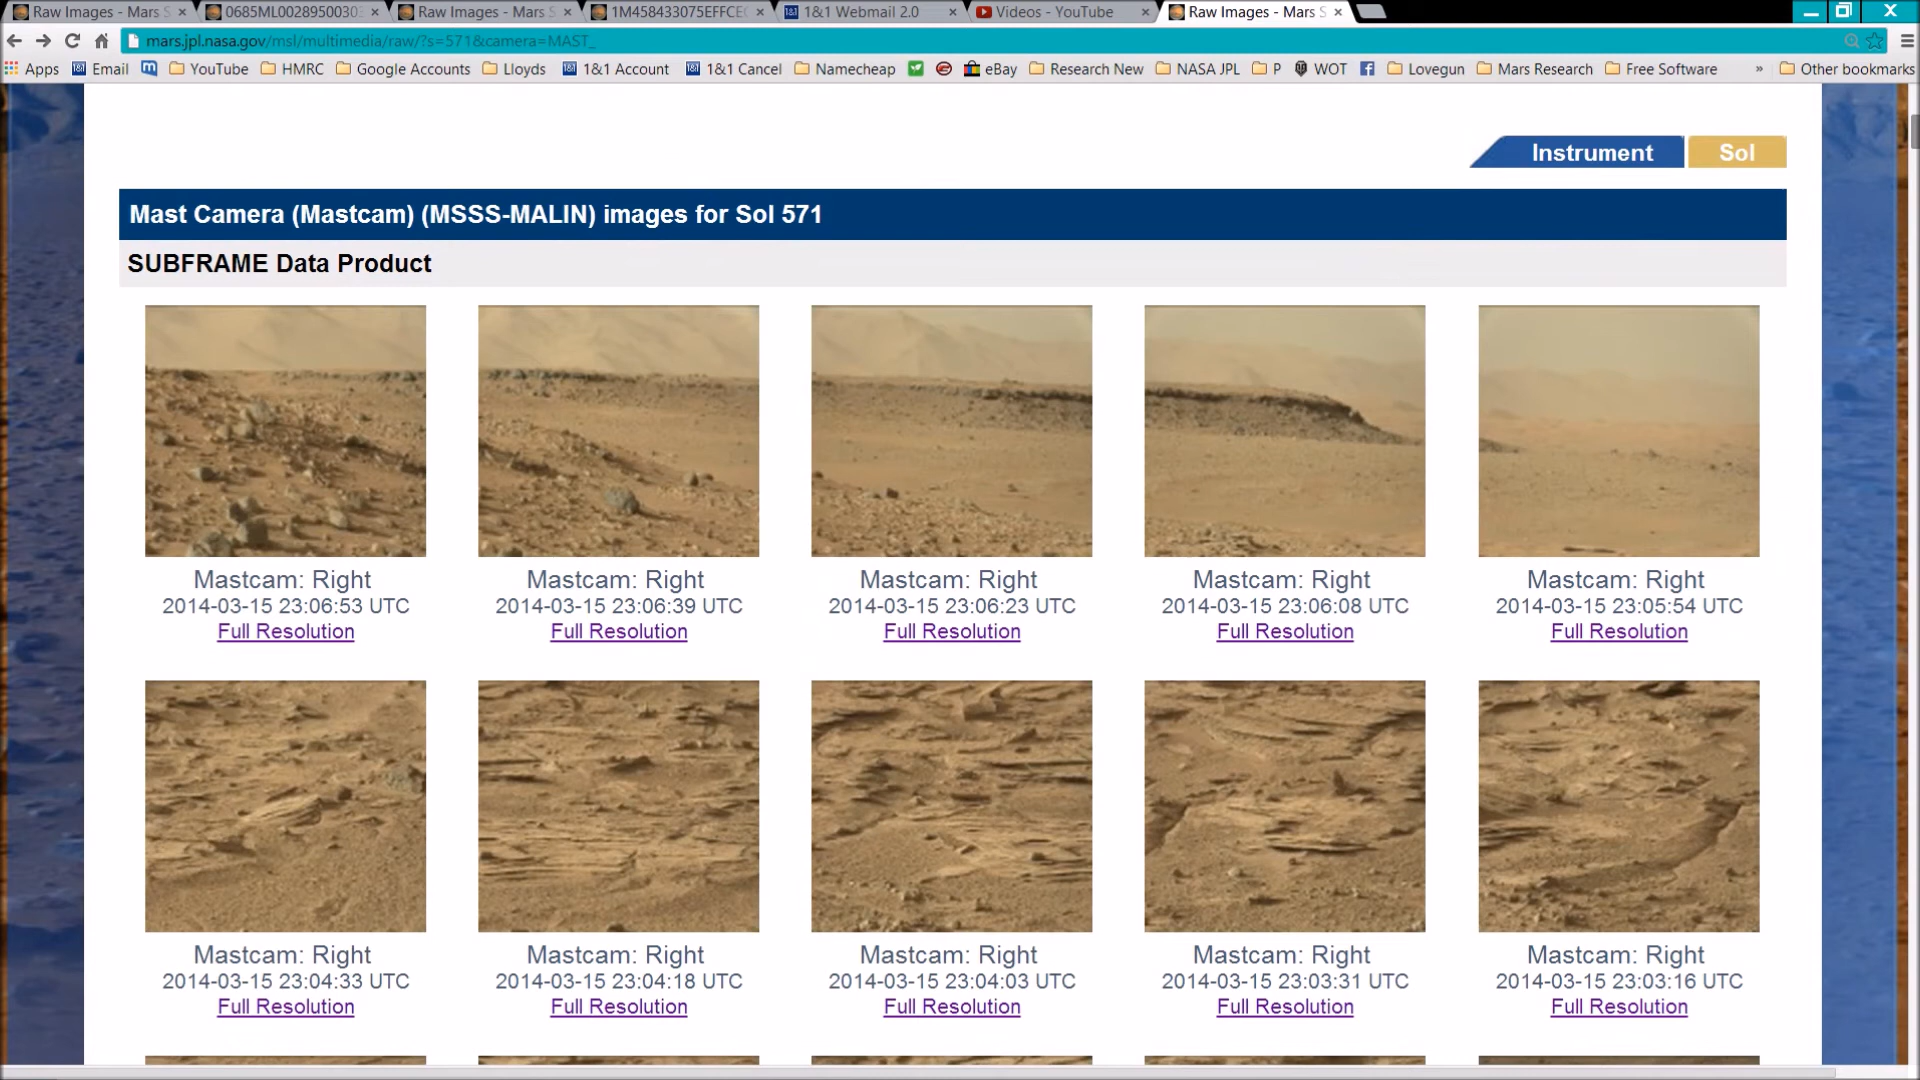 Raw Images - Mars S
0685ML0028950030
Raw Images - Mars S
1M458433075EFFCE
1&1 Webmail 2.0
Videos - YouTube
Raw Images - Mars S
mars.jpl.nasa.gov/msl/multimedia/raw/?s=571&camera=MAST_
Apps Email YouTube HMRC Google Accounts Lloyds 1&1 Account 1&1 Cancel Namecheap eBay Research New NASA JPL P WOT Lovegun Mars Research Free Software » Other bookmarks
Instrument Sol
Mast Camera (Mastcam) (MSSS-MALIN) images for Sol 571
SUBFRAME Data Product
Mastcam: Right Mastcam: Right Mastcam: Right Mastcam: Right Mastcam: Right
2014-03-15 23:06:53 UTC 2014-03-15 23:06:39 UTC 2014-03-15 23:06:23 UTC 2014-03-15 23:06:08 UTC 2014-03-15 23:05:54 UTC
Full Resolution Full Resolution Full Resolution Full Resolution Full Resolution
Mastcam: Right Mastcam: Right Mastcam: Right Mastcam: Right Mastcam: Right
2014-03-15 23:04:33 UTC 2014-03-15 23:04:18 UTC 2014-03-15 23:04:03 UTC 2014-03-15 23:03:31 UTC 2014-03-15 23:03:16 UTC
Full Resolution Full Resolution Full Resolution Full Resolution Full Resolution